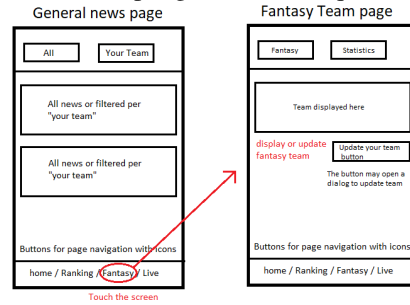 General news page
All
Your Team
All news or filtered per
"your team"
All news or filtered per
"your team"
Buttons for page navigation with icons
home / Ranking / Fantasy / Live
Touch the screen
Fantasy Team page
Fantasy
Statistics
Team displayed here
display or update
fantasy team
Update your team
button
The button may open a
dialog to update team
Buttons for page navigation with icons
home / Ranking / Fantasy / Live